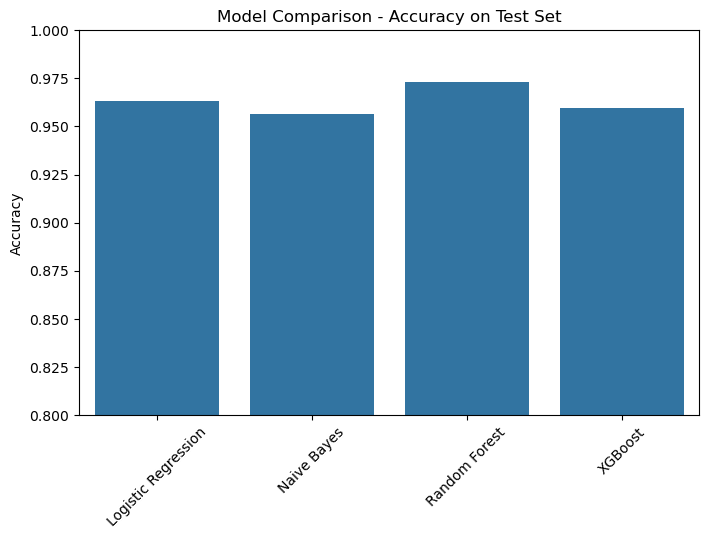 Model Comparison - Accuracy on Test Set
1.000
0.975
0.950
0.925
0.900
0.875
0.850
0.825
0.800
Accuracy
Logistic Regression
Naive Bayes
Random Forest
XGBoost